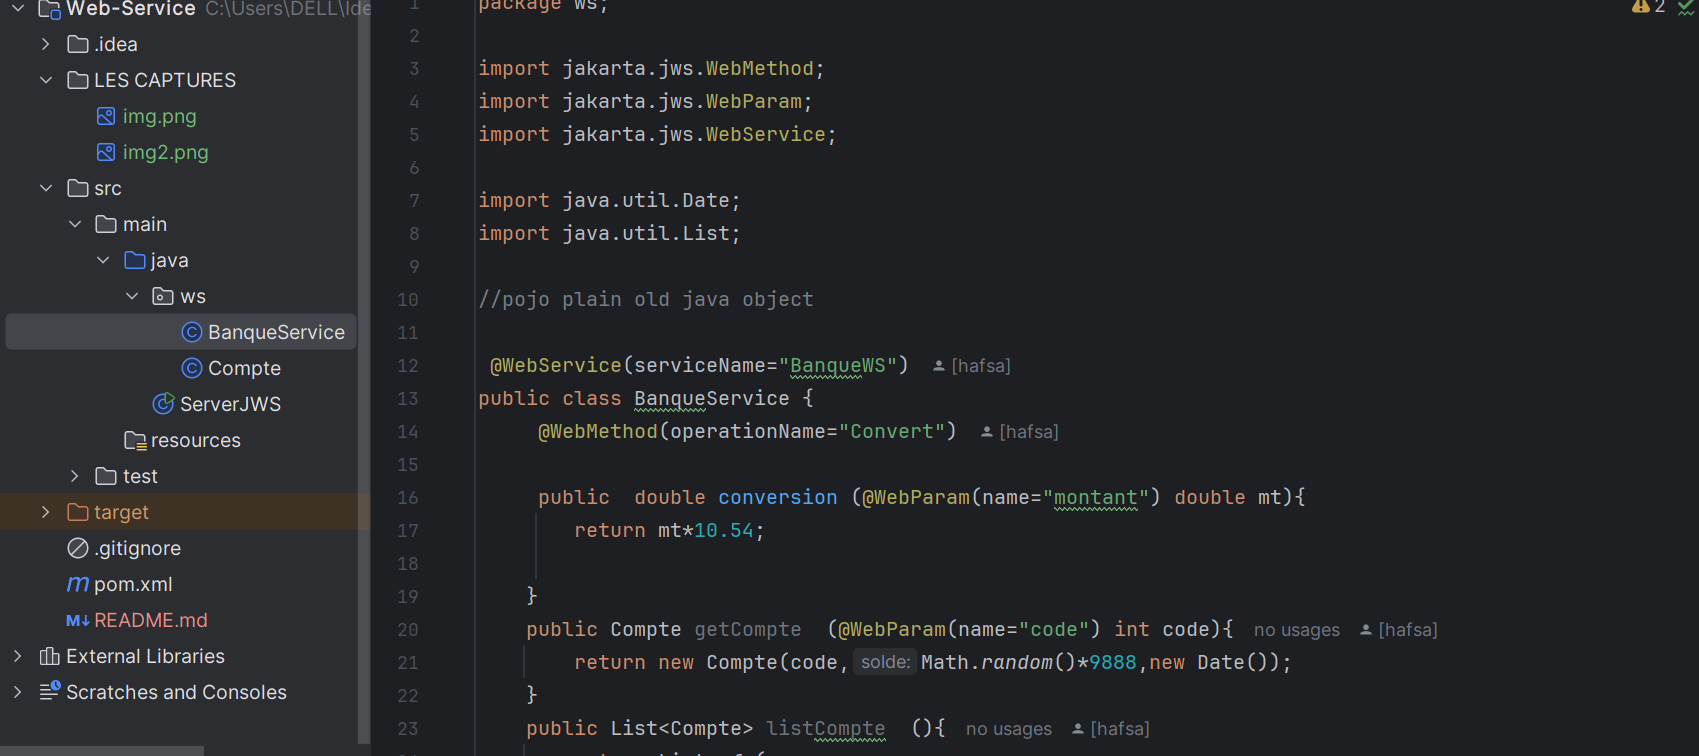 Web-Service C:\Users\DELL\Ide
.idea
LES CAPTURES
img.png
img2.png
src
main
java
ws
BanqueService
Compte
ServerJWS
resources
test
target
.gitignore
pom.xml
README.md
External Libraries
Scratches and Consoles
2
1 package ws;
2
3 import jakarta.jws.WebMethod;
4 import jakarta.jws.WebParam;
5 import jakarta.jws.WebService;
6
7 import java.util.Date;
8 import java.util.List;
9
10 //pojo plain old java object
11
12 @WebService(serviceName="BanqueWS") [hafsa]
13 public class BanqueService {
14 @WebMethod(operationName="Convert") [hafsa]
15
16 public double conversion (@WebParam(name="montant") double mt){
17 return mt*10.54;
18
19 }
20 public Compte getCompte (@WebParam(name="code") int code){ no usages [hafsa]
21 return new Compte(code, solde: Math.random()*9888,new Date());
22 }
23 public List<Compte> listCompte (){ no usages [hafsa]